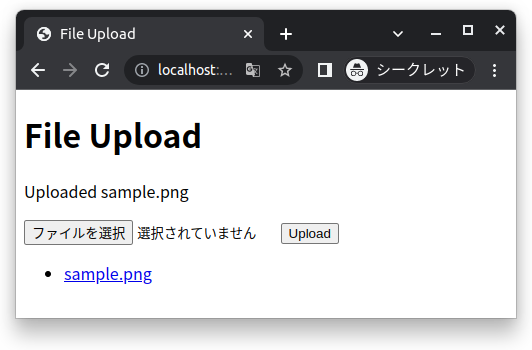 File Upload
localhost:...
シークレット
File Upload
Uploaded sample.png
ファイルを選択 選択されていません Upload
sample.png